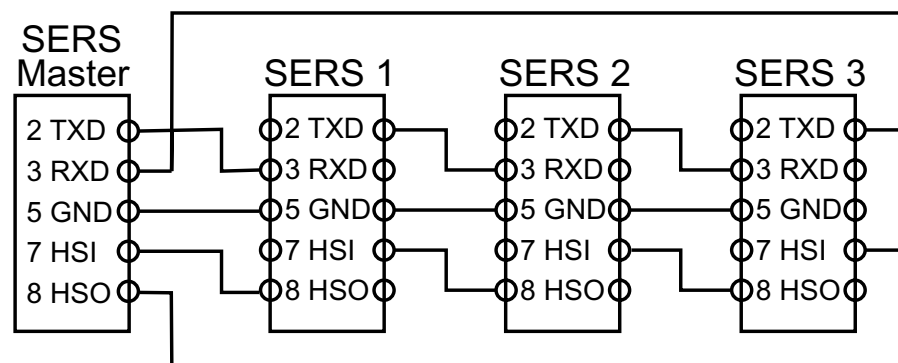 SERS
Master
2 TXD
3 RXD
5 GND
7 HSI
8 HSO
SERS 1
2 TXD
3 RXD
5 GND
7 HSI
8 HSO
SERS 2
2 TXD
3 RXD
5 GND
7 HSI
8 HSO
SERS 3
2 TXD
3 RXD
5 GND
7 HSI
8 HSO